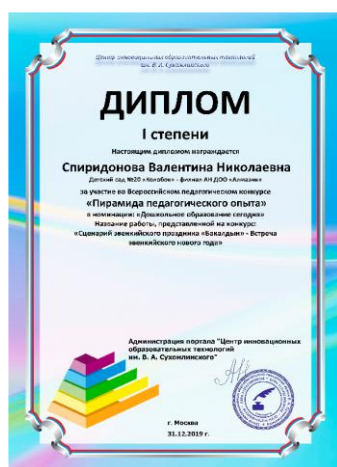 Центр инновационных образовательных технологий
им. В. А. Сухомлинского
ДИПЛОМ
I степени
Настоящим дипломом награждается
Спиридонова Валентина Николаевна
Детский сад №20 «Колобок» - филиал АН ДОО «Алмазик»
за участие во Всероссийском педагогическом конкурсе
«Пирамида педагогического опыта»
в номинации: «Дошкольное образование сегодня»
Название работы, представленной на конкурс:
«Сценарий эвенкийского праздника «Бакалдын» - Встреча
эвенкийского нового года»
Администрация портала "Центр инновационных
образовательных технологий
им. В. А. Сухомлинского"
г. Москва
31.12.2019 г.